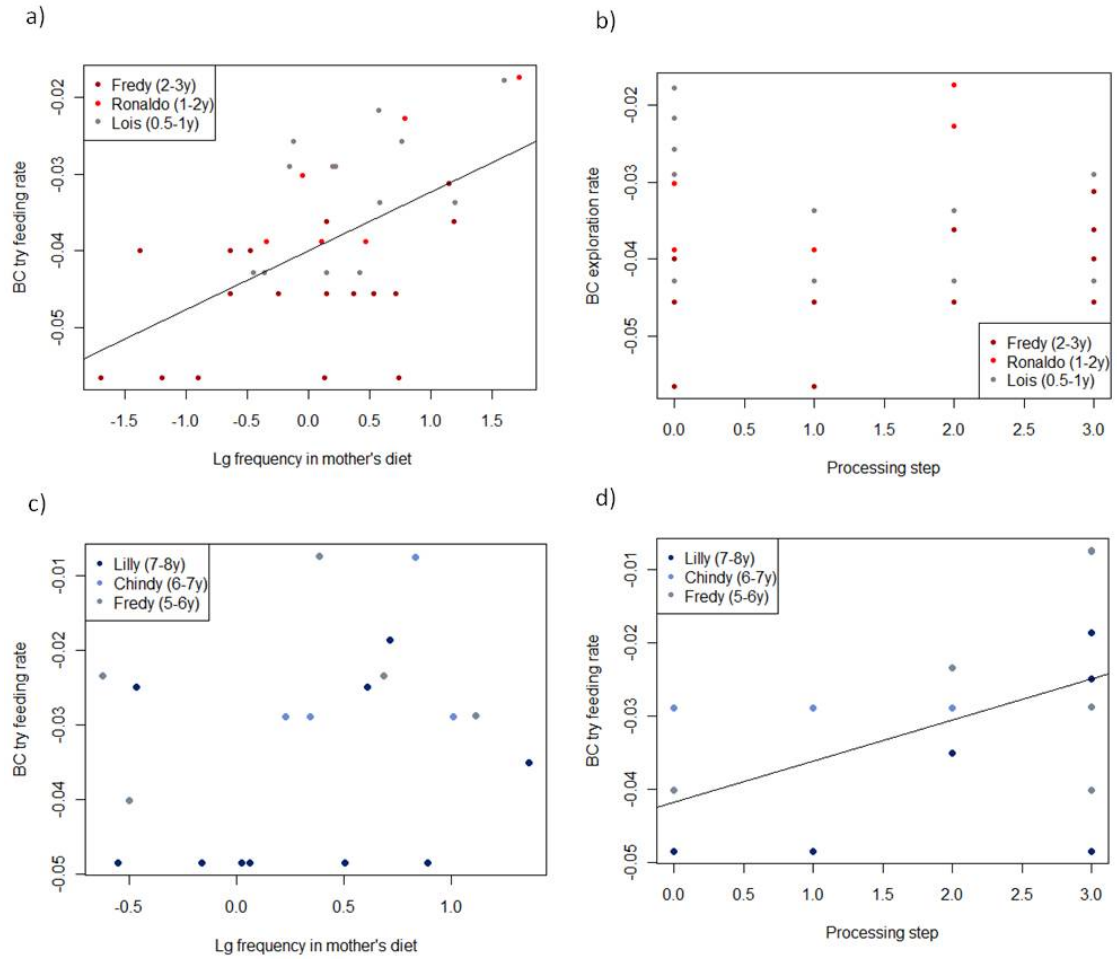 a)
Fredy (2-3y)
Ronaldo (1-2y)
Lois (0.5-1y)
BC try feeding rate
-0.02
-0.03
-0.04
-0.05
-1.5 -1.0 -0.5 0.0 0.5 1.0 1.5
Lg frequency in mother's diet
b)
BC exploration rate
-0.02
-0.03
-0.04
-0.05
Fredy (2-3y)
Ronaldo (1-2y)
Lois (0.5-1y)
0.0 0.5 1.0 1.5 2.0 2.5 3.0
Processing step
c)
Lilly (7-8y)
Chindy (6-7y)
Fredy (5-6y)
BC try feeding rate
-0.01
-0.02
-0.03
-0.04
-0.05
-0.5 0.0 0.5 1.0
Lg frequency in mother's diet
d)
Lilly (7-8y)
Chindy (6-7y)
Fredy (5-6y)
BC try feeding rate
-0.01
-0.02
-0.03
-0.04
-0.05
0.0 0.5 1.0 1.5 2.0 2.5 3.0
Processing step